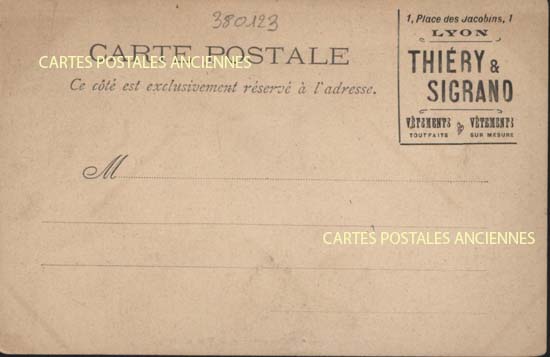 380123
1, Place des Jacobins, 1
LYON
THIÉRY &
SIGRAND
VÊTEMENTS & VÊTEMENTS
TOUT FAITS SUR MESURE
CARTE POSTALE
CARTES POSTALES ANCIENNES
Ce côté est exclusivement réservé à l'adresse.
M
CARTES POSTALES ANCIENNES